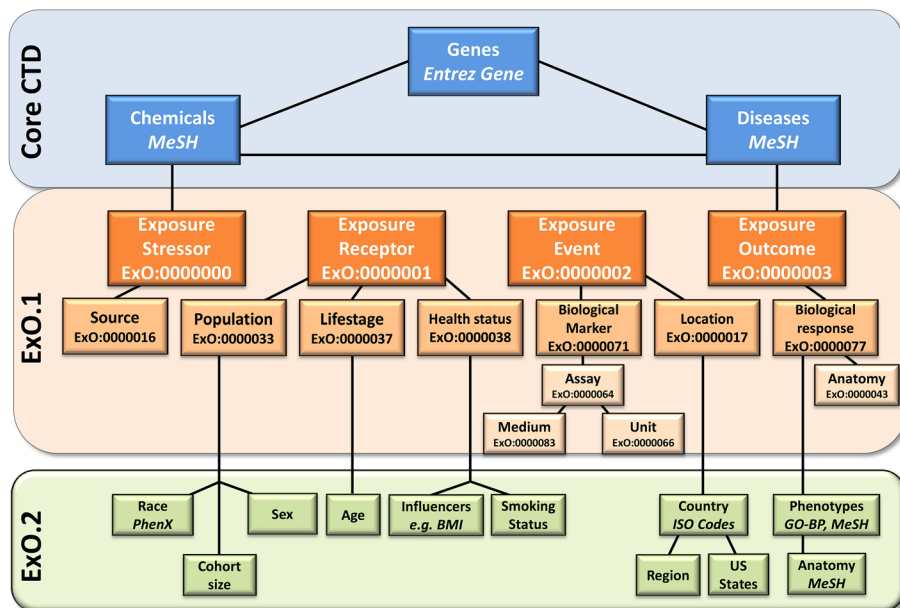 Core CTD
Genes
Entrez Gene
Chemicals
MeSH
Diseases
MeSH
ExO.1
Exposure
Stressor
ExO:0000000
Exposure
Receptor
ExO:0000001
Exposure
Event
ExO:0000002
Exposure
Outcome
ExO:0000003
Source
ExO:0000016
Population
ExO:0000033
Lifestage
ExO:0000037
Health status
ExO:0000038
Biological
Marker
ExO:0000071
Location
ExO:0000017
Biological
response
ExO:0000077
Assay
ExO:0000064
Anatomy
ExO:0000043
Medium
ExO:0000083
Unit
ExO:0000066
ExO.2
Race
PhenX
Sex
Age
Influencers
e.g. BMI
Smoking
Status
Country
ISO Codes
Phenotypes
GO-BP, MeSH
Cohort
size
Region
US
States
Anatomy
MeSH